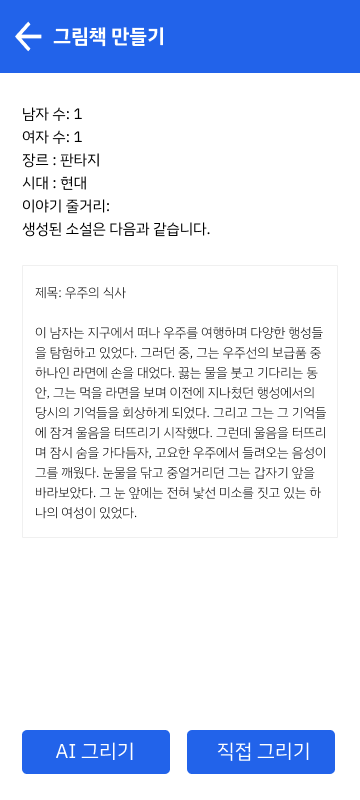 그림책 만들기
남자 수: 1
여자 수: 1
장르 : 판타지
시대 : 현대
이야기 줄거리:
생성된 소설은 다음과 같습니다.
제목: 우주의 식사
이 남자는 지구에서 떠나 우주를 여행하며 다양한 행성들
을 탐험하고 있었다. 그러던 중, 그는 우주선의 보급품 중
하나인 라면에 손을 대었다. 끓는 물을 붓고 기다리는 동
안, 그는 먹을 라면을 보며 이전에 지나쳤던 행성에서의
당시의 기억들을 회상하게 되었다. 그리고 그는 그 기억들
에 잠겨 울음을 터뜨리기 시작했다. 그런데 울음을 터뜨리
며 잠시 숨을 가다듬자, 고요한 우주에서 들려오는 음성이
그를 깨웠다. 눈물을 닦고 중얼거리던 그는 갑자기 앞을
바라보았다. 그 눈 앞에는 전혀 낯선 미소를 짓고 있는 하
나의 여성이 있었다.
AI 그리기
직접 그리기